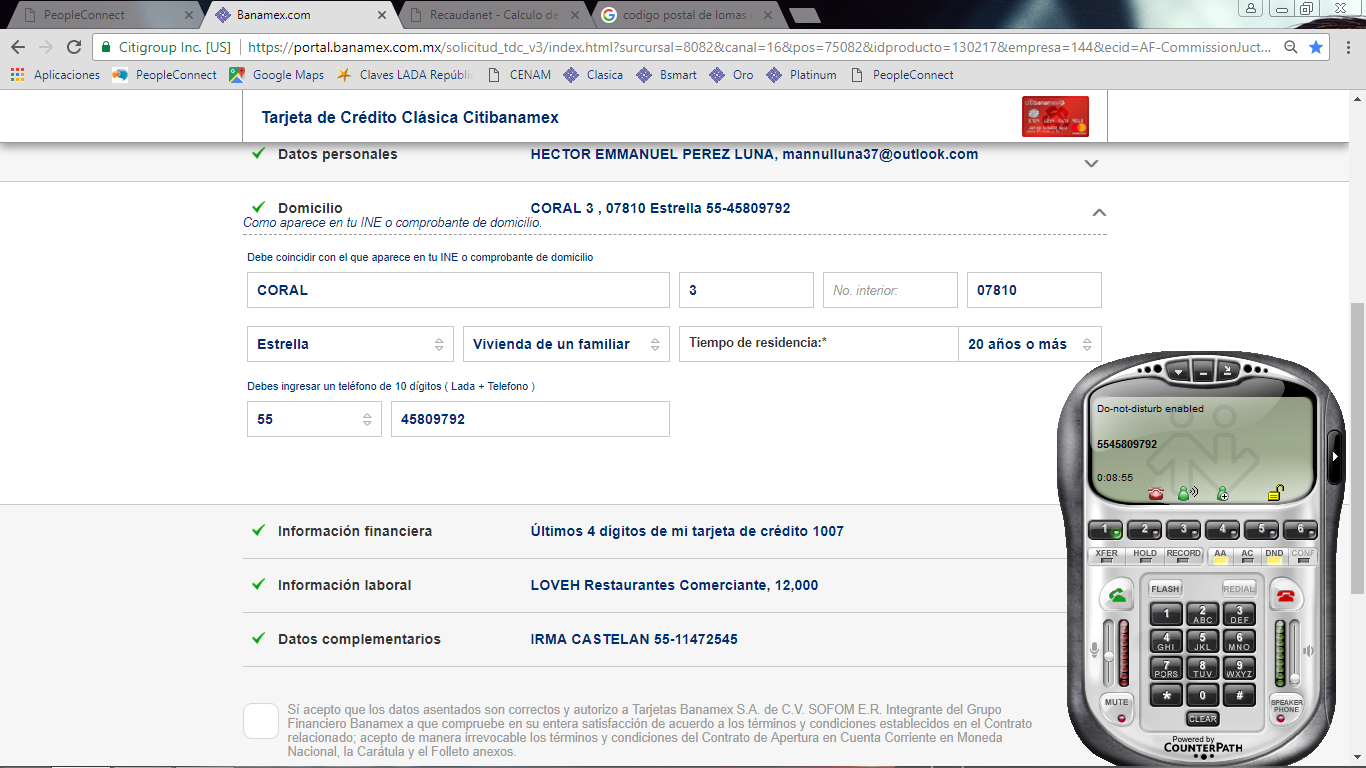 PeopleConnect
Banamex.com
Recaudanet - Calculo de
codigo postal de lomas d
Citigroup Inc. [US] https://portal.banamex.com.mx/solicitud_tdc_v3/index.html?surcursal=8082&canal=16&pos=75082&idproducto=130217&empresa=144&ecid=AF-CommissionJuct...
Aplicaciones PeopleConnect Google Maps Claves LADA Repúblic CENAM Clasica Bsmart Oro Platinum PeopleConnect
Tarjeta de Crédito Clásica Citibanamex
Datos personales HECTOR EMMANUEL PEREZ LUNA, mannulluna37@outlook.com
Domicilio CORAL 3 , 07810 Estrella 55-45809792
Como aparece en tu INE o comprobante de domicilio.
Debe coincidir con el que aparece en tu INE o comprobante de domicilio
CORAL 3 No. interior: 07810
Estrella Vivienda de un familiar Tiempo de residencia:* 20 años o más
Debes ingresar un teléfono de 10 dígitos ( Lada + Telefono )
55 45809792
Información financiera Últimos 4 dígitos de mi tarjeta de crédito 1007
Información laboral LOVEH Restaurantes Comerciante, 12,000
Datos complementarios IRMA CASTELAN 55-11472545
Sí acepto que los datos asentados son correctos y autorizo a Tarjetas Banamex S.A. de C.V. SOFOM E.R. Integrante del Grupo
Financiero Banamex a que compruebe en su entera satisfacción de acuerdo a los términos y condiciones establecidos en el Contrato
relacionado; acepto de manera irrevocable los términos y condiciones del Contrato de Apertura en Cuenta Corriente en Moneda
Nacional, la Carátula y el Folleto anexos.
Do-not-disturb enabled
5545809792
0:08:55
1 2 3 4 5 6
XFER HOLD RECORD AA AC DND CONF
FLASH REDIAL
1 2 ABC 3 DEF
4 GHI 5 JKL 6 MNO
7 PQRS 8 TUV 9 WXYZ
* 0 #
MUTE CLEAR SPEAKER PHONE
Powered by
COUNTERPATH